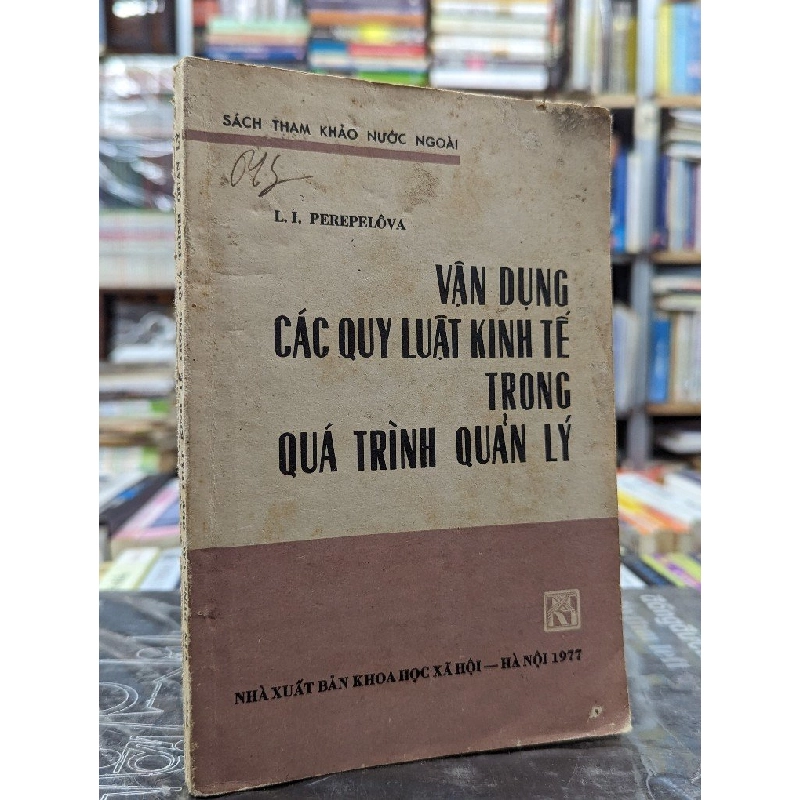 SÁCH THAM KHẢO NƯỚC NGOÀI
L. I. PEREPELÔVA
VẬN DỤNG
CÁC QUY LUẬT KINH TẾ
TRONG
QUÁ TRÌNH QUẢN LÝ
NHÀ XUẤT BẢN KHOA HỌC XÃ HỘI — HÀ NỘI 1977